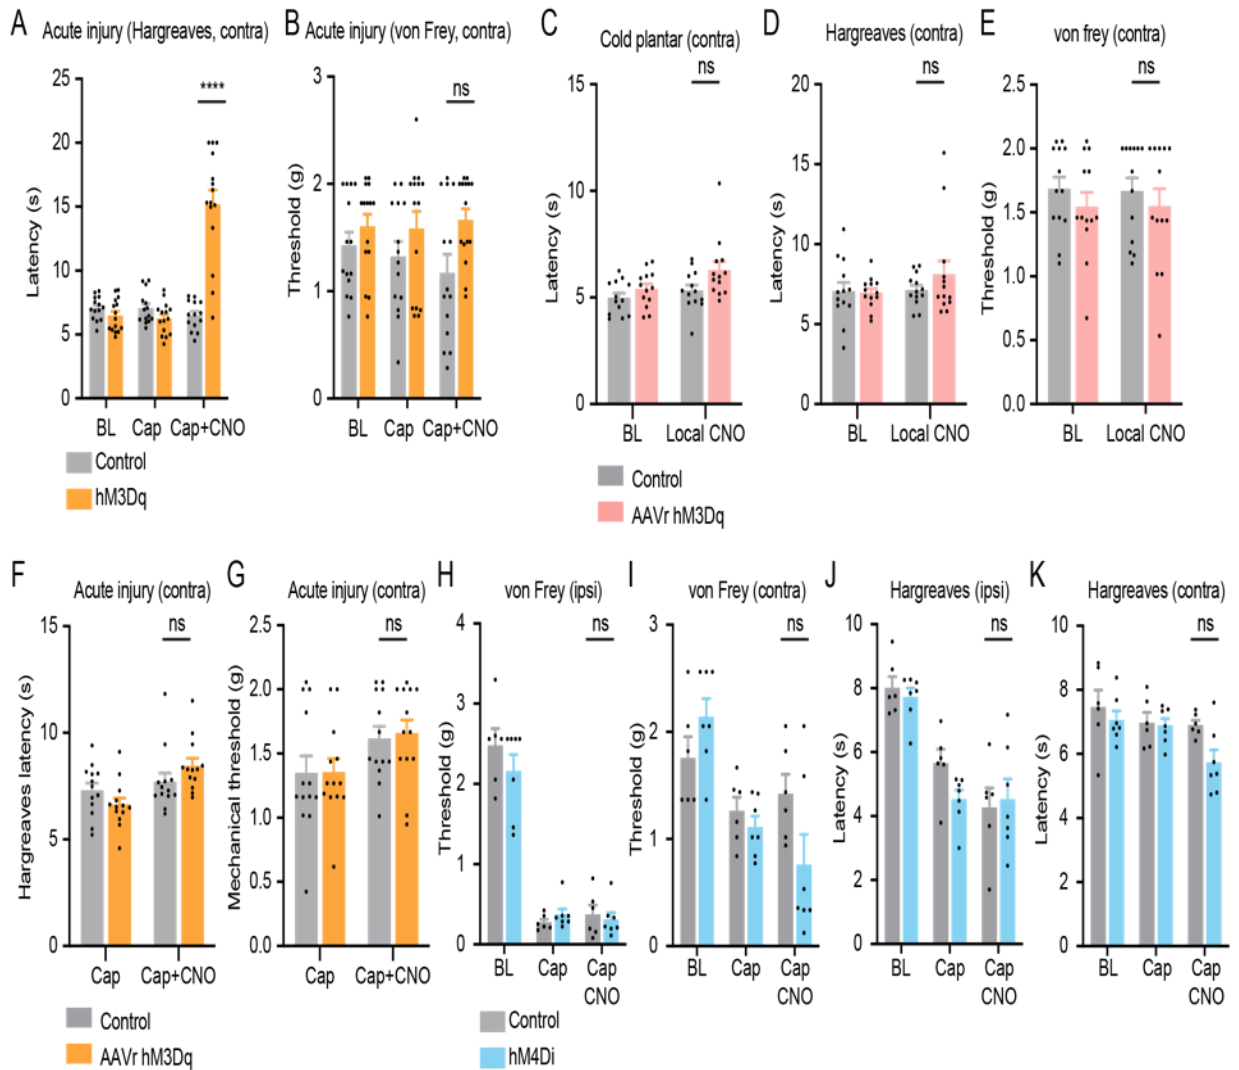 A Acute injury (Hargreaves, contra)
Latency (s)
25
20
15
10
5
0
****
BL Cap Cap+CNO
Control
hM3Dq
B Acute injury (von Frey, contra)
Threshold (g)
3
2
1
0
ns
BL Cap Cap+CNO
C Cold plantar (contra)
Latency (s)
15
10
5
0
ns
BL Local CNO
Control
AAVr hM3Dq
D Hargreaves (contra)
Latency (s)
20
15
10
5
0
ns
BL Local CNO
E von frey (contra)
Threshold (g)
2.5
2.0
1.5
1.0
0.5
0.0
ns
BL Local CNO
F Acute injury (contra)
Hargreaves latency (s)
15
10
5
0
ns
Cap Cap+CNO
Control
AAVr hM3Dq
G Acute injury (contra)
Mechanical threshold (g)
2.5
2.0
1.5
1.0
0.5
0.0
ns
Cap Cap+CNO
H von Frey (ipsi)
Threshold (g)
4
3
2
1
0
ns
BL Cap Cap
CNO
Control
hM4Di
I von Frey (contra)
Threshold (g)
3
2
1
0
ns
BL Cap Cap
CNO
J Hargreaves (ipsi)
Latency (s)
10
8
6
4
2
0
ns
BL Cap Cap
CNO
K Hargreaves (contra)
Latency (s)
10
8
6
4
2
0
ns
BL Cap Cap
CNO